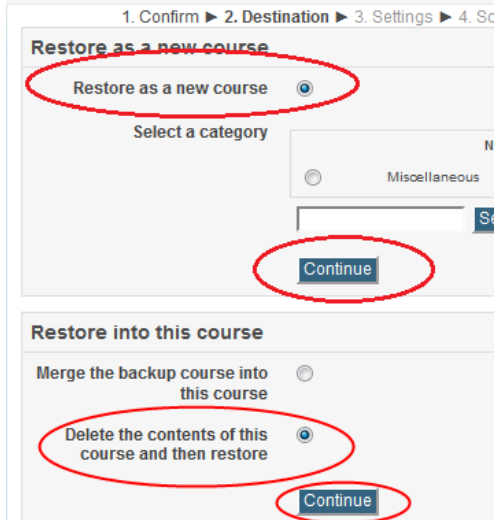 1. Confirm ► 2. Destination ► 3. Settings ► 4.
Restore as a new course
Restore as a new course
Select a category
Miscellaneous
Continue
Restore into this course
Merge the backup course into
this course
Delete the contents of this
course and then restore
Continue